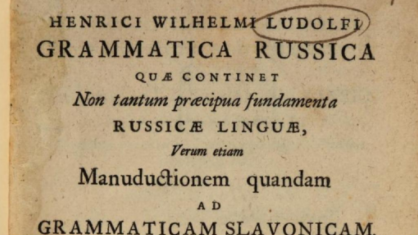 HENRICI WILHELMI LUDOLFI
GRAMMATICA RUSSICA
QUÆ CONTINET
Non tantum præcipua fundamenta
RUSSICÆ LINGUÆ,
Verum etiam
Manuductionem quandam
AD
GRAMMATICAM SLAVONICAM.